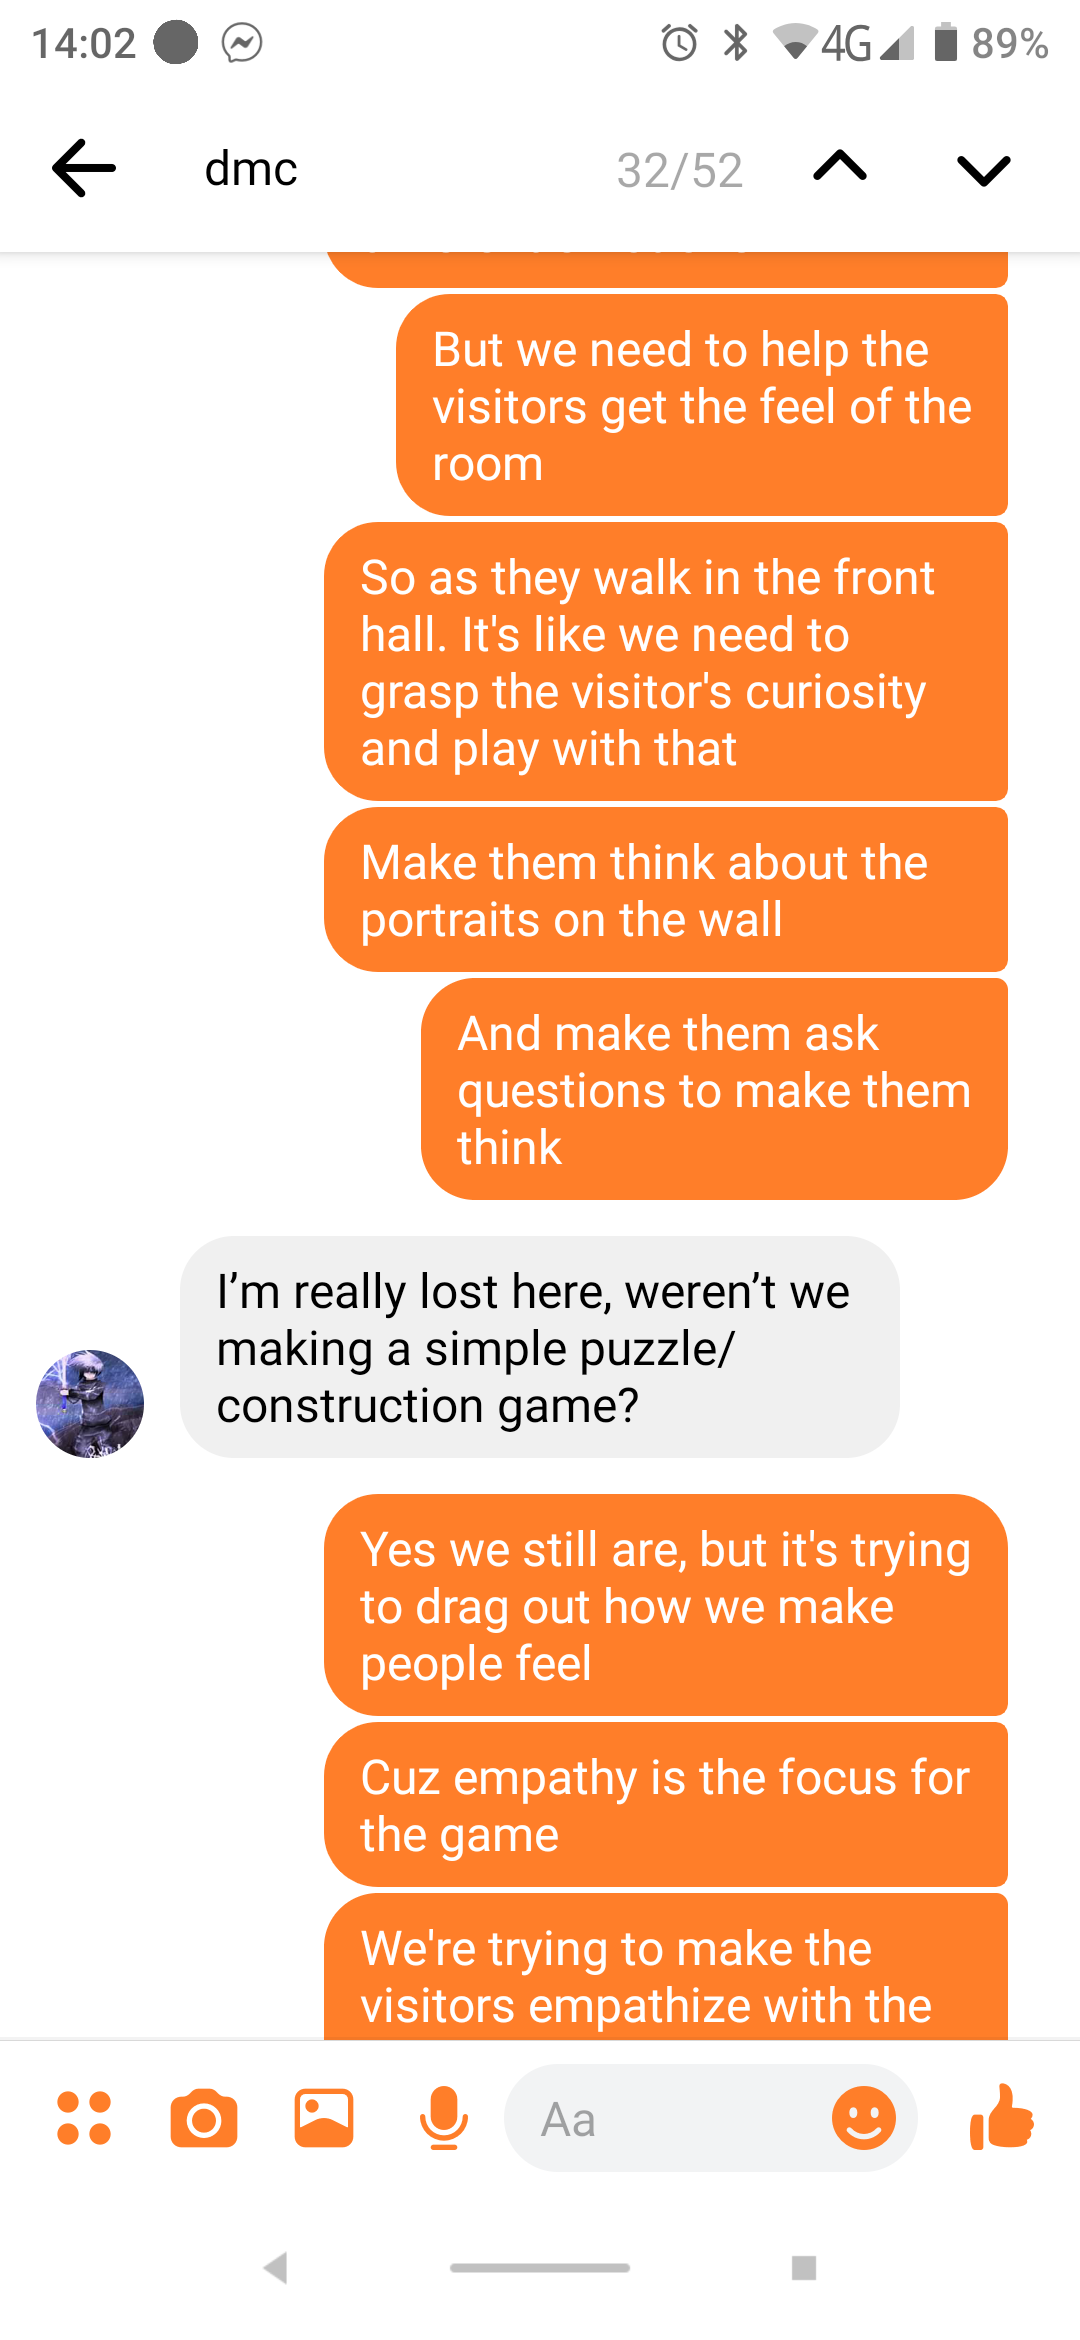 14:02
4G
89%
dmc
32/52
But we need to help the
visitors get the feel of the
room
So as they walk in the front
hall. It's like we need to
grasp the visitor's curiosity
and play with that
Make them think about the
portraits on the wall
And make them ask
questions to make them
think
I’m really lost here, weren’t we
making a simple puzzle/
construction game?
Yes we still are, but it's trying
to drag out how we make
people feel
Cuz empathy is the focus for
the game
We're trying to make the
visitors empathize with the
Aa